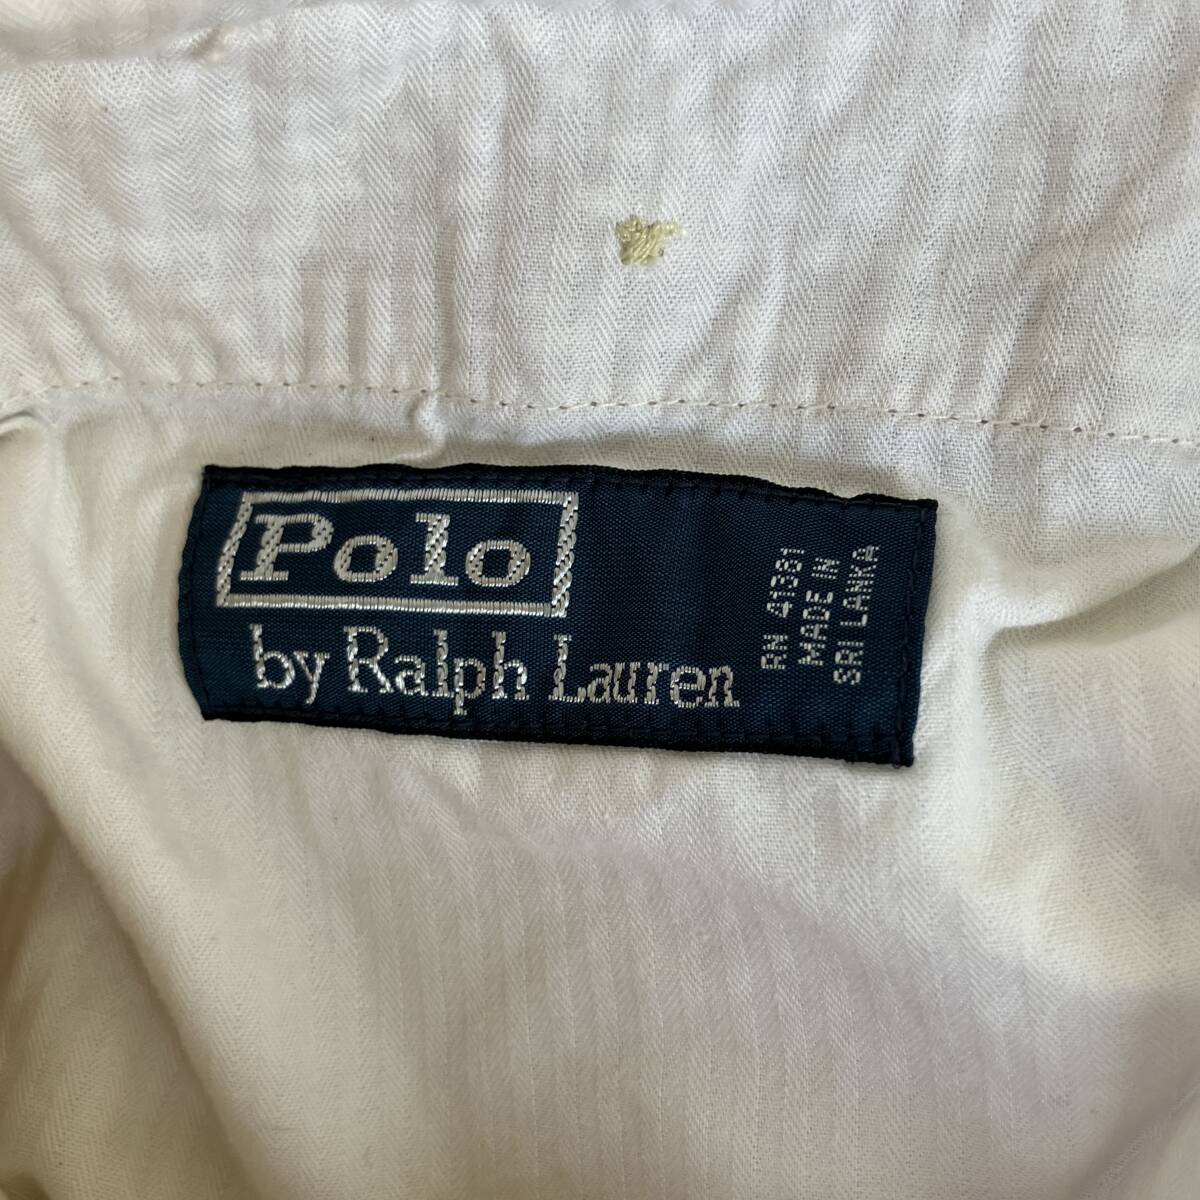 Polo
by Ralph Lauren
RN 41381
MADE IN
SRI LANKA